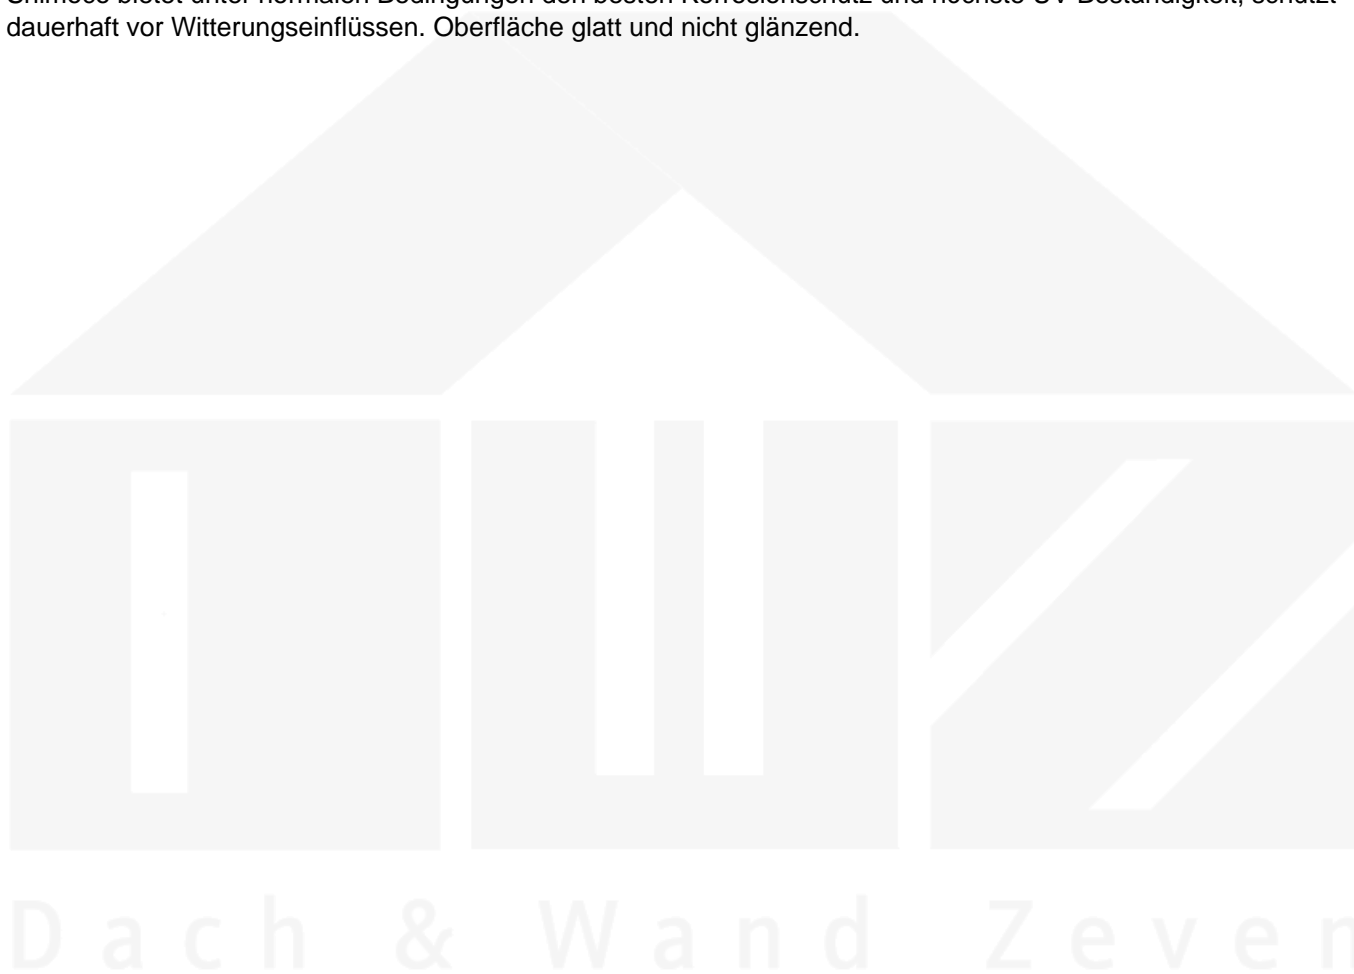 bietet unter normalen Bedingungen den besten Korrosionsschutz und höchste UV-Beständigkeit, schützt
dauerhaft vor Witterungseinflüssen. Oberfläche glatt und nicht glänzend.
Dach & Wand Zeven